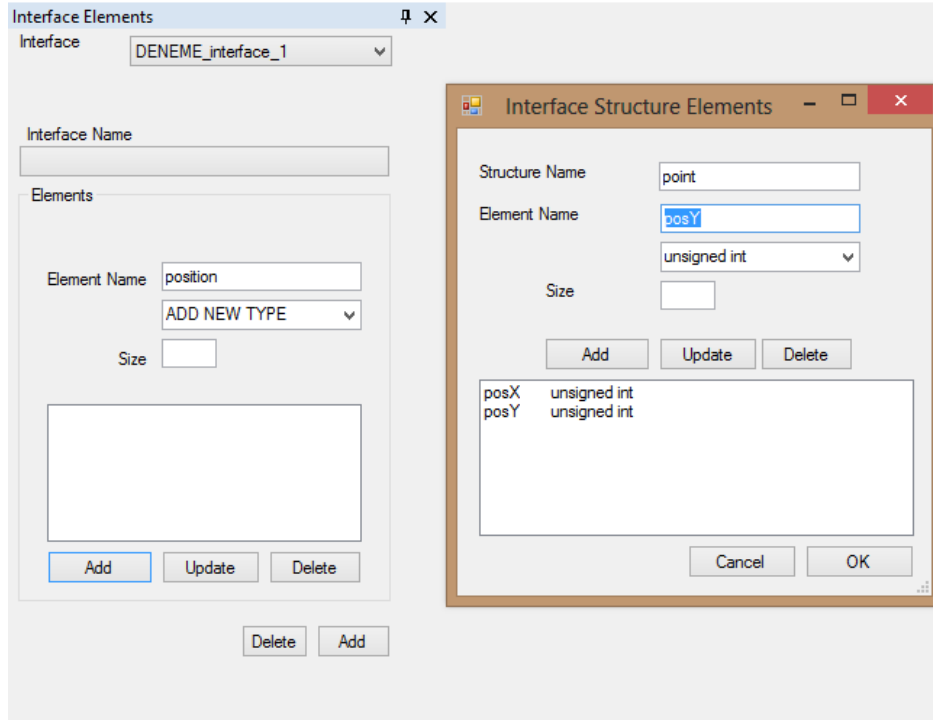 Interface Elements
Interface
DENEME_interface_1
Interface Name
Elements
Element Name position
ADD NEW TYPE
Size
Add Update Delete
Delete Add
Interface Structure Elements
Structure Name point
Element Name posY
unsigned int
Size
Add Update Delete
posX unsigned int
posY unsigned int
Cancel OK